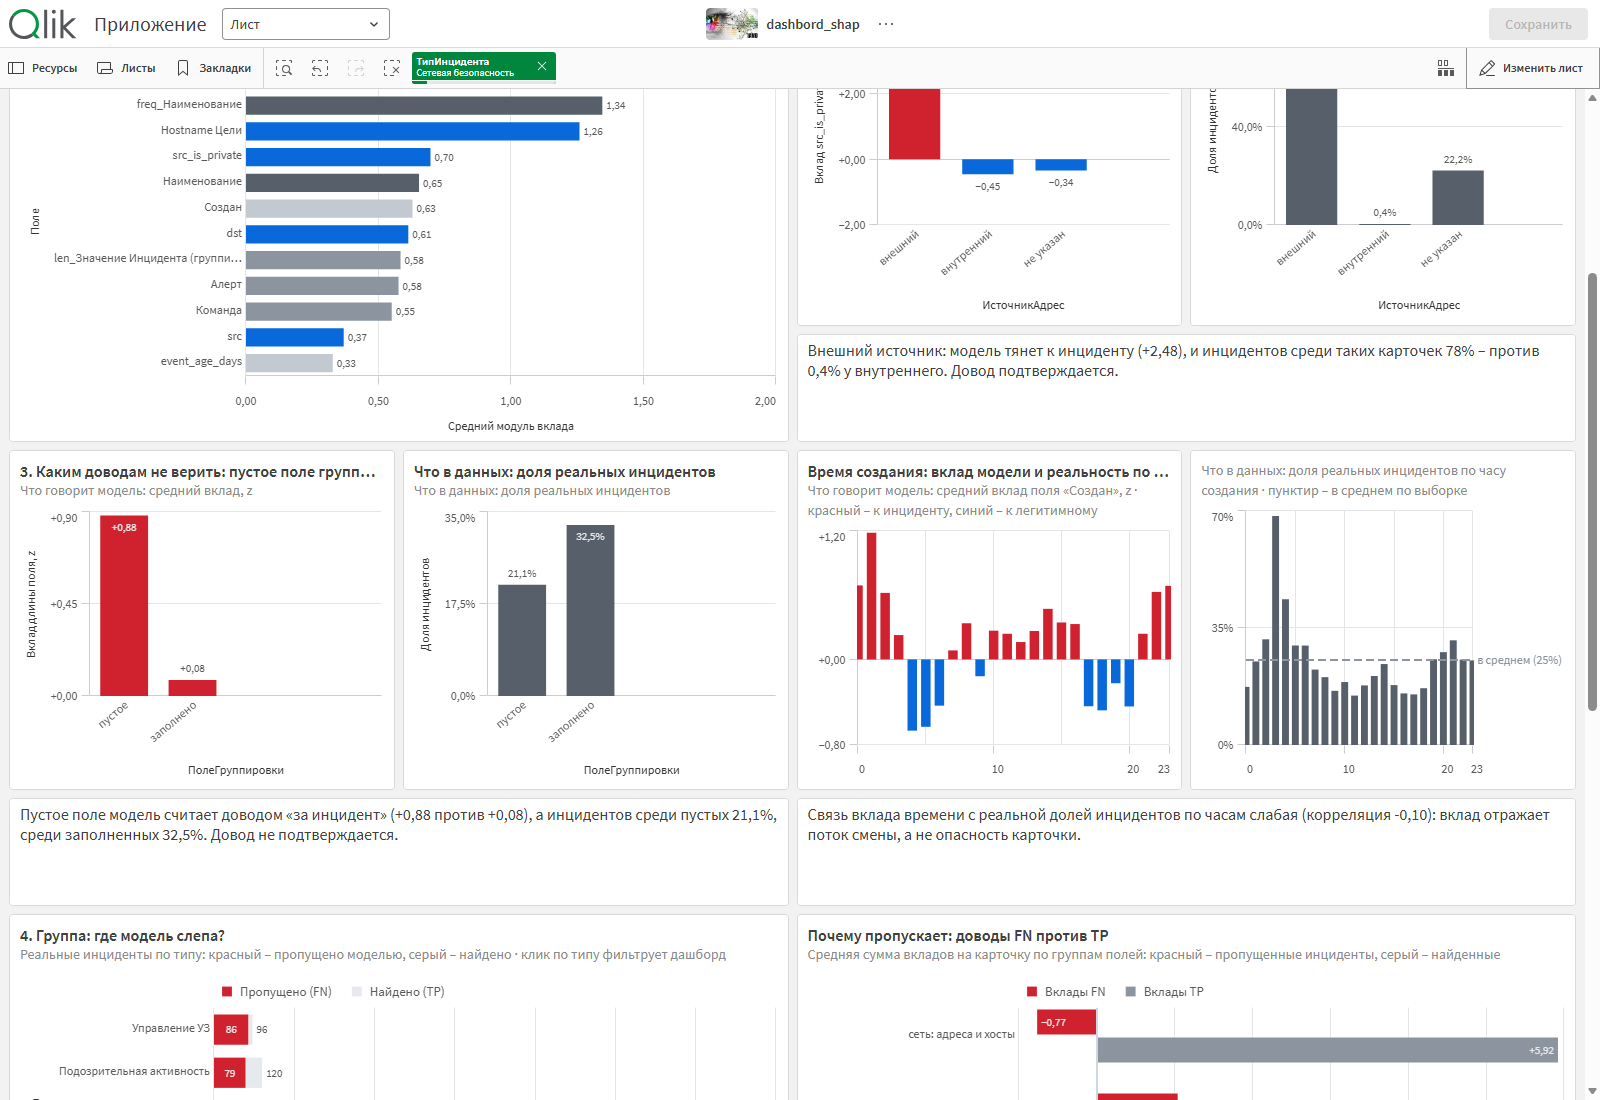 Qlik
Приложение
Лист
dashbord_shap
···
Сохранить
Ресурсы
Листы
Закладки
ТипИнцидента
Сетевая безопасность
Изменить лист
freq_Наименование
1,34
Hostname Цели
1,26
src_is_private
0,70
Наименование
0,65
Создан
0,63
dst
0,61
len_Значение Инцидента (группи...
0,58
Алерт
0,58
Команда
0,55
src
0,37
event_age_days
0,33
Поле
0,00
0,50
1,00
1,50
2,00
Средний модуль вклада
Вклад src_is_priva
+2,00
+0,00
−2,00
−0,45
−0,34
внешний
внутренний
не указан
ИсточникАдрес
Доля инцидентс
40,0%
0,0%
0,4%
22,2%
внешний
внутренний
не указан
ИсточникАдрес
Внешний источник: модель тянет к инциденту (+2,48), и инцидентов среди таких карточек 78% – против
0,4% у внутреннего. Довод подтверждается.
3. Каким доводам не верить: пустое поле групп...
Что говорит модель: средний вклад, z
Вклад длины поля, z
+0,90
+0,45
+0,00
+0,88
+0,08
пустое
заполнено
ПолеГруппировки
Что в данных: доля реальных инцидентов
Что в данных: доля реальных инцидентов
Доля инцидентов
35,0%
17,5%
0,0%
21,1%
32,5%
пустое
заполнено
ПолеГруппировки
Время создания: вклад модели и реальность по ...
Что говорит модель: средний вклад поля «Создан», z ·
красный – к инциденту, синий – к легитимному
+1,20
+0,00
−0,80
0
10
20
23
Что в данных: доля реальных инцидентов по часу
создания · пунктир – в среднем по выборке
70%
35%
0%
в среднем (25%)
0
10
20
23
Пустое поле модель считает доводом «за инцидент» (+0,88 против +0,08), а инцидентов среди пустых 21,1%,
среди заполненных 32,5%. Довод не подтверждается.
Связь вклада времени с реальной долей инцидентов по часам слабая (корреляция -0,10): вклад отражает
поток смены, а не опасность карточки.
4. Группа: где модель слепа?
Реальные инциденты по типу: красный – пропущено моделью, серый – найдено · клик по типу фильтрует дашборд
Пропущено (FN)
Найдено (TP)
Управление УЗ
86
96
Подозрительная активность
79
120
Почему пропускает: доводы FN против TP
Средняя сумма вкладов на карточку по группам полей: красный – пропущенные инциденты, серый – найденные
Вклады FN
Вклады TP
сеть: адреса и хосты
−0,77
+5,92